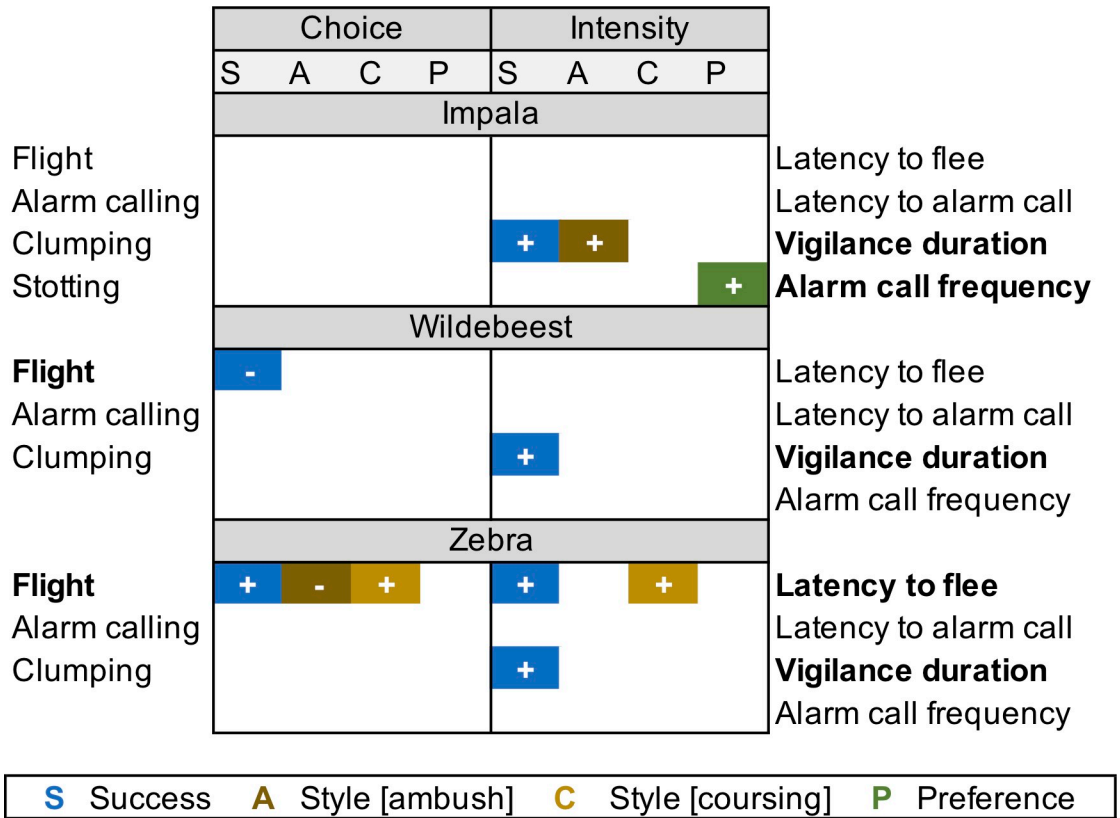 Choice Intensity
S A C P S A C P
Impala
Flight Latency to flee
Alarm calling Latency to alarm call
Clumping + + Vigilance duration
Stotting + Alarm call frequency
Wildebeest
Flight - Latency to flee
Alarm calling Latency to alarm call
Clumping + Vigilance duration
Alarm call frequency
Zebra
Flight + - + + + Latency to flee
Alarm calling Latency to alarm call
Clumping + Vigilance duration
Alarm call frequency
S Success A Style [ambush] C Style [coursing] P Preference